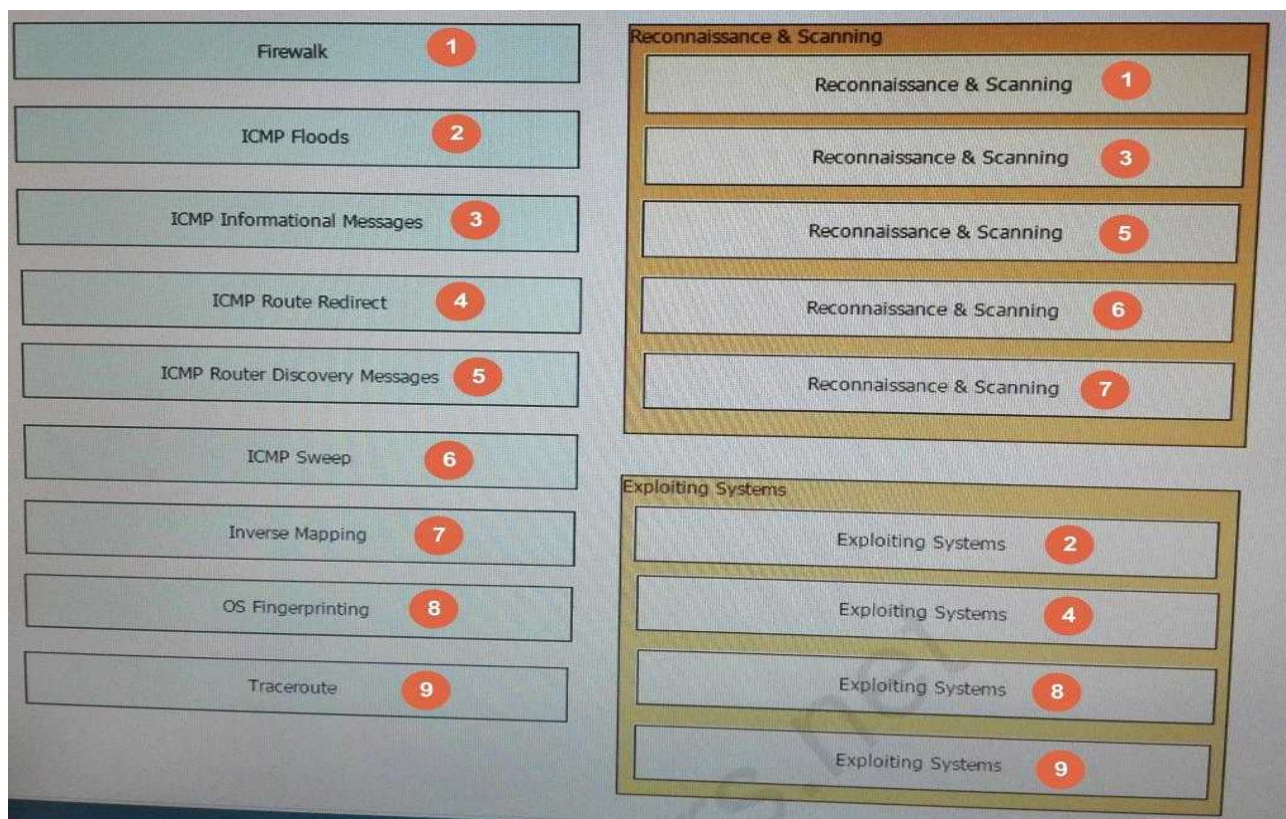 Firewalk 1
ICMP Floods 2
ICMP Informational Messages 3
ICMP Route Redirect 4
ICMP Router Discovery Messages 5
ICMP Sweep 6
Inverse Mapping 7
OS Fingerprinting 8
Traceroute 9
Reconnaissance & Scanning
Reconnaissance & Scanning 1
Reconnaissance & Scanning 3
Reconnaissance & Scanning 5
Reconnaissance & Scanning 6
Reconnaissance & Scanning 7
Exploiting Systems
Exploiting Systems 2
Exploiting Systems 4
Exploiting Systems 8
Exploiting Systems 9